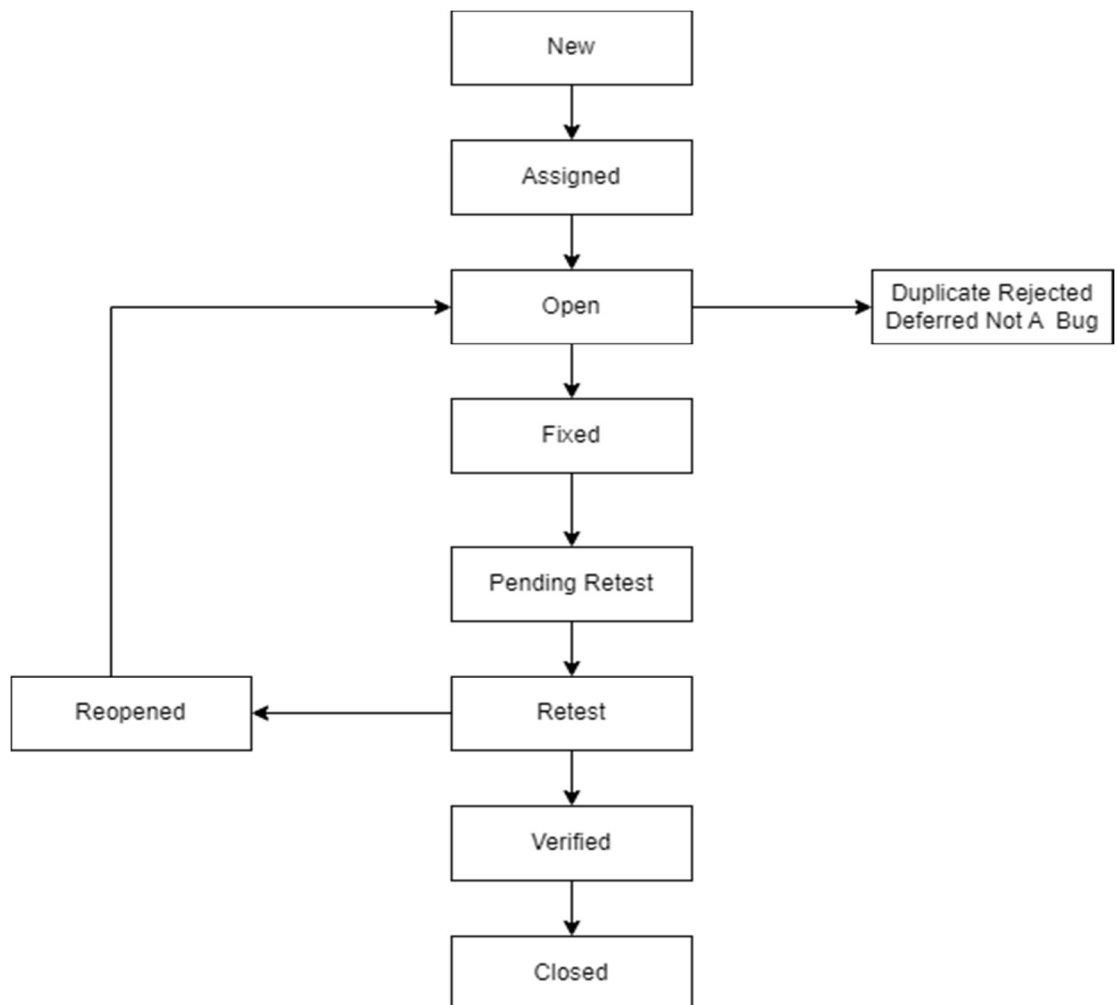 New
Assigned
Open
Duplicate Rejected
Deferred Not A Bug
Fixed
Pending Retest
Reopened
Retest
Verified
Closed